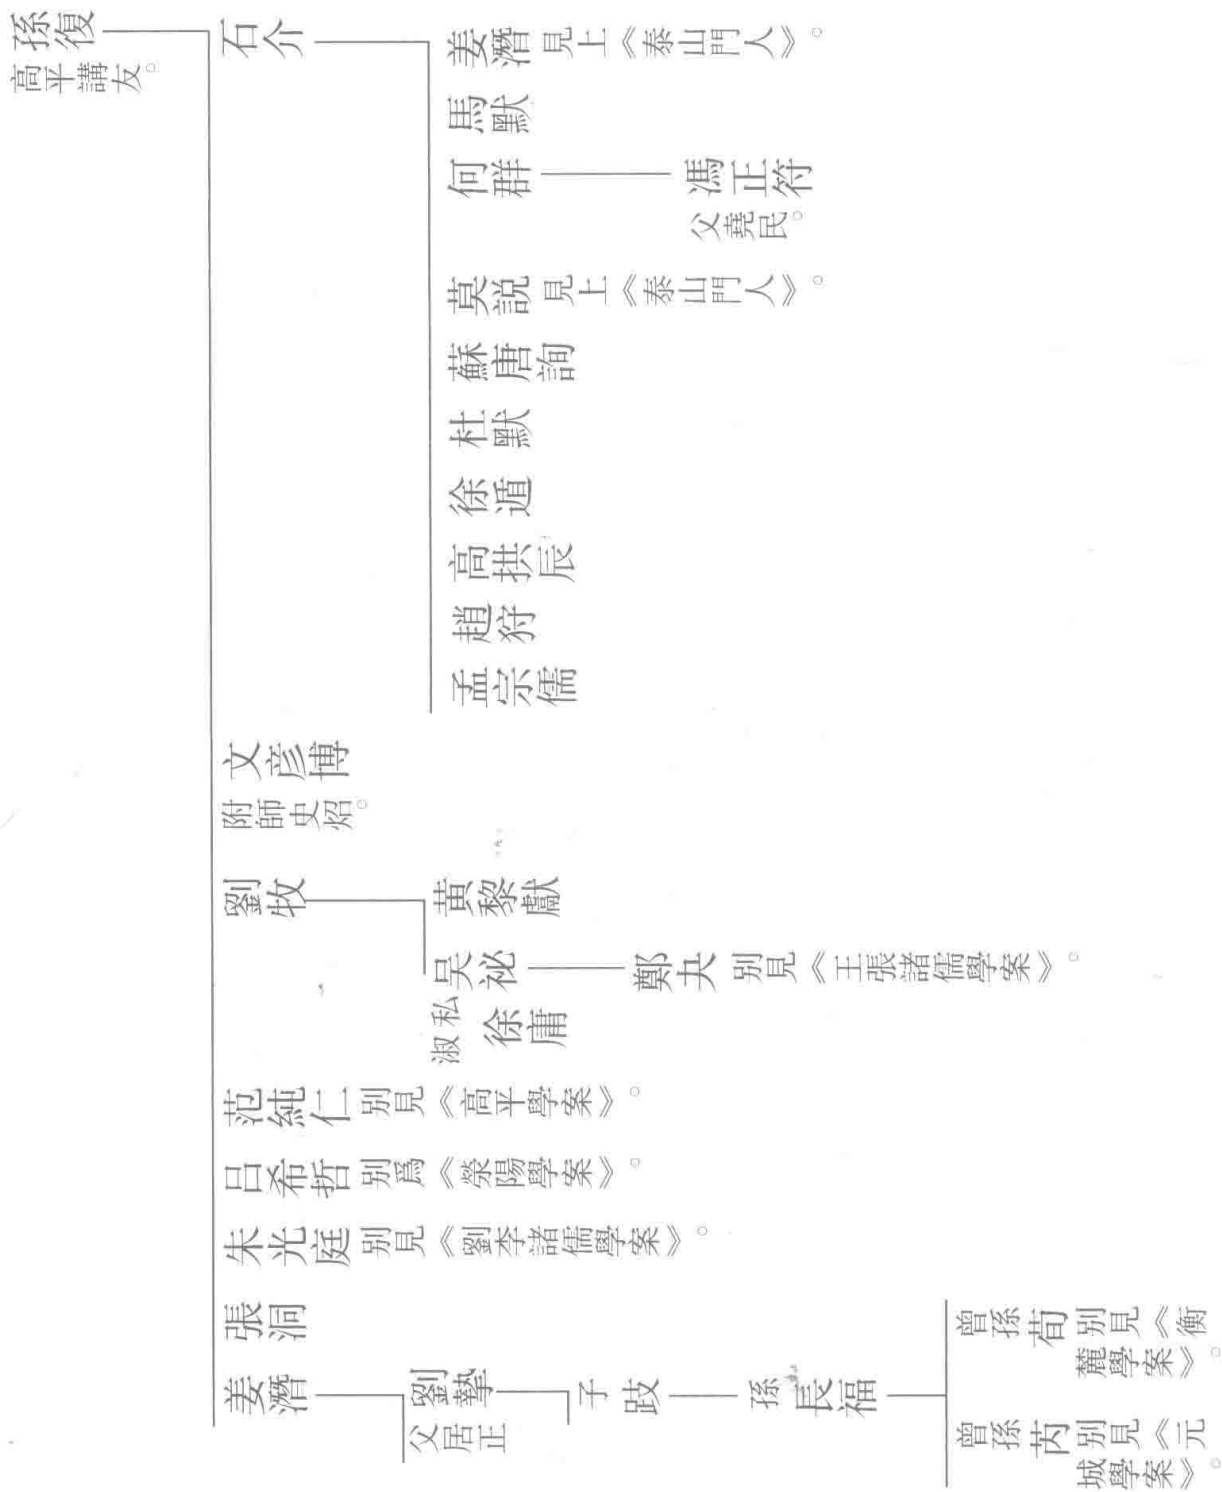 孫復
高平講友。
石介
姜潛 見上《泰山門人》。
馬默
何群
馮正符
父堯民。
莫說 見上《泰山門人》。
蘇唐詢
杜默
徐遁
高拱辰
趙狩
孟宗儒
文彦博
附師史炤。
劉牧
黃黎獻
吳祕
鄭夬 別見《王張諸儒學案》。
私淑
徐庸
范純仁 別見《高平學案》。
吕希哲 別爲《滎陽學案》。
朱光庭 別見《劉李諸儒學案》。
張洞
姜潛
劉摯
父居正
子 跂
孫 長福
曾孫 荀 別見《衡
麓學案》。
曾孫 芮 別見《元
城學案》。